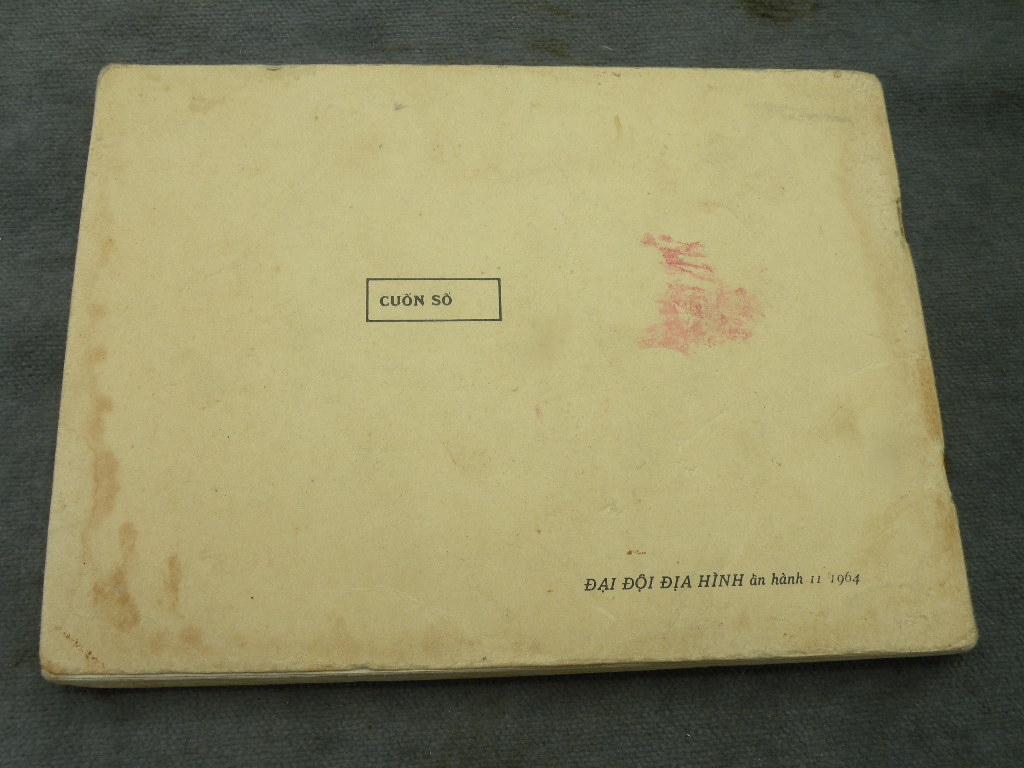 CUỐN SỐ
ĐẠI ĐỘI ĐỊA HÌNH ấn hành 11 1964